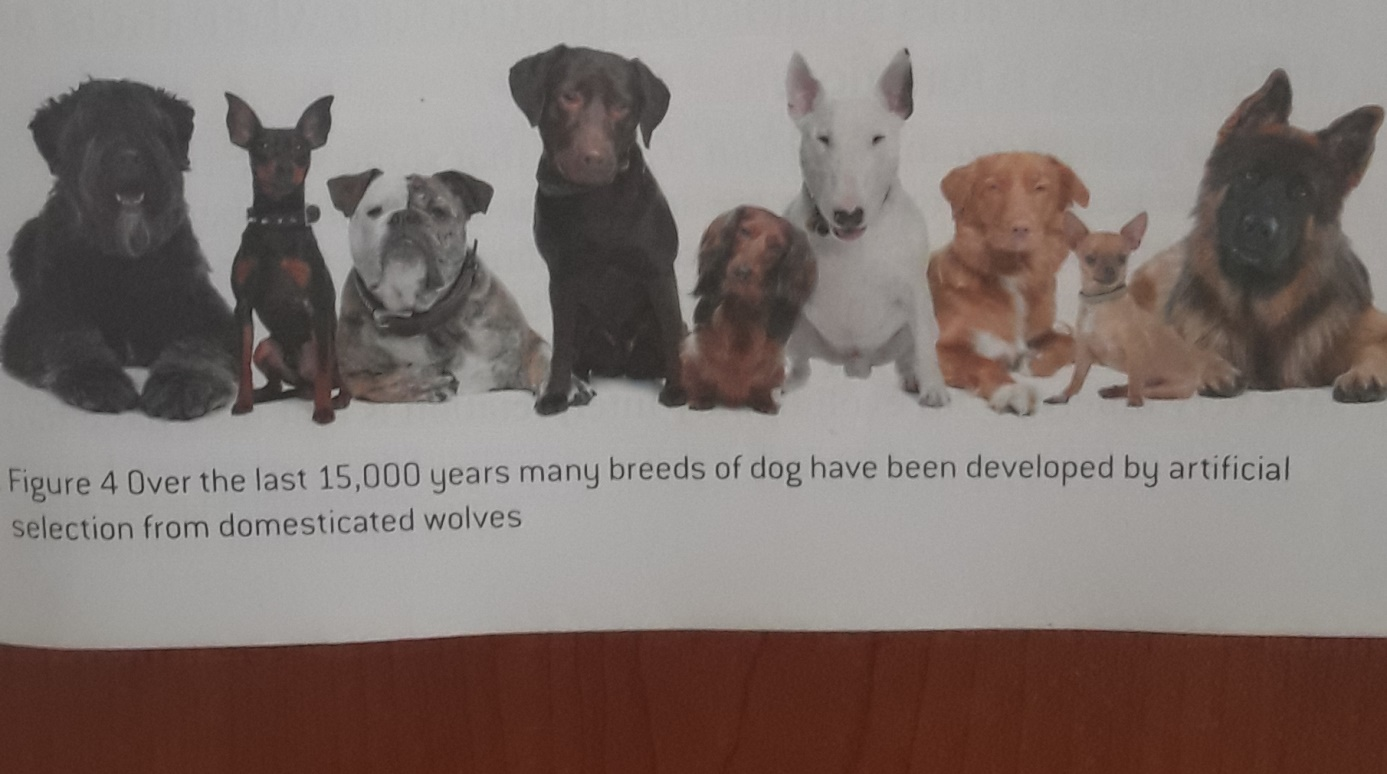 Figure 4 Over the last 15,000 years many breeds of dog have been developed by artificial
selection from domesticated wolves